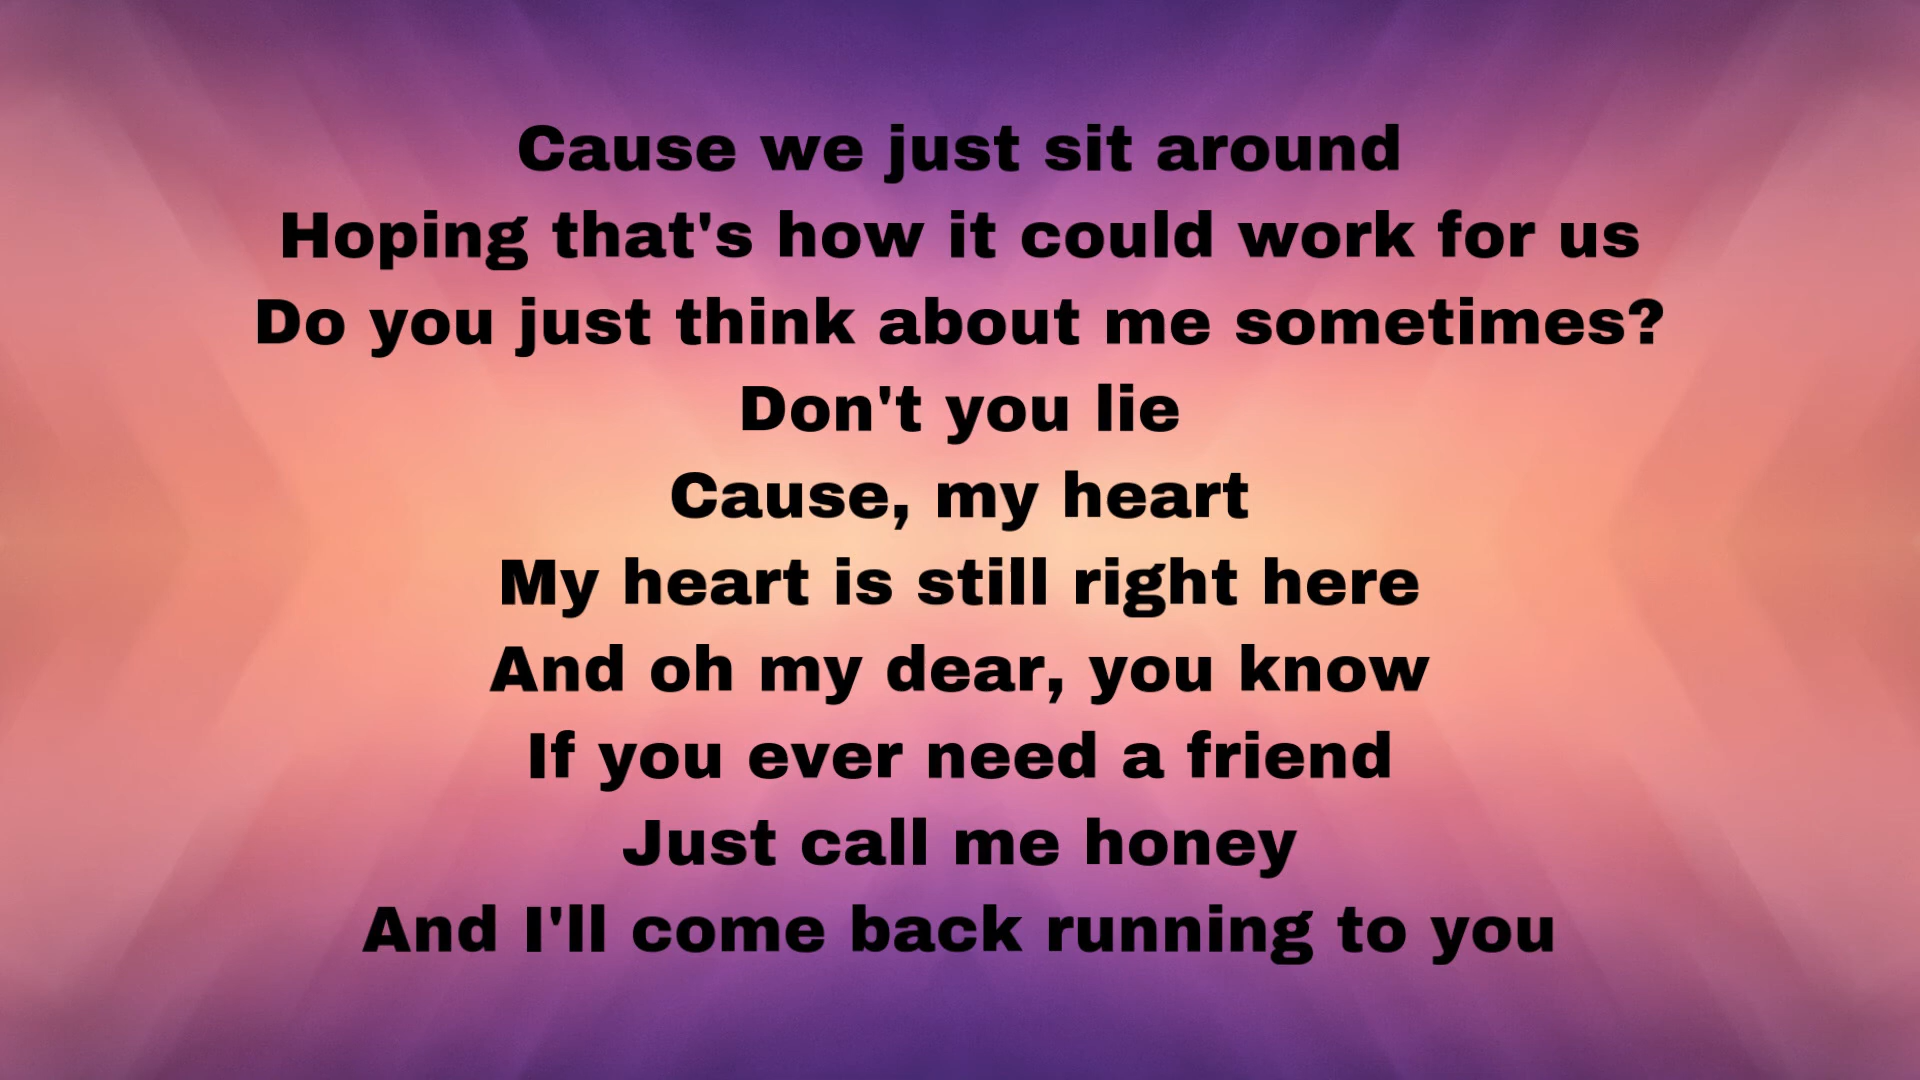 Cause we just sit around
Hoping that's how it could work for us
Do you just think about me sometimes?
Don't you lie
Cause, my heart
My heart is still right here
And oh my dear, you know
If you ever need a friend
Just call me honey
And I'll come back running to you